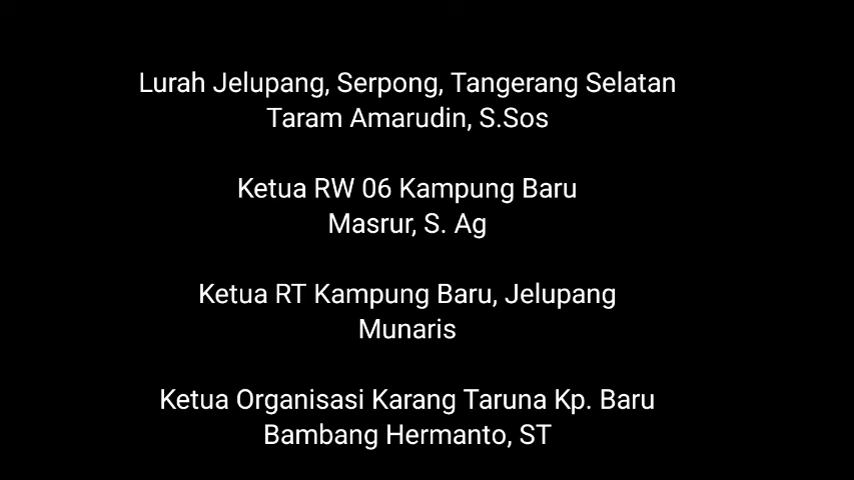 Lurah Jelupang, Serpong, Tangerang Selatan
Taram Amarudin, S.Sos
Ketua RW 06 Kampung Baru
Masrur, S. Ag
Ketua RT Kampung Baru, Jelupang
Munaris
Ketua Organisasi Karang Taruna Kp. Baru
Bambang Hermanto, ST